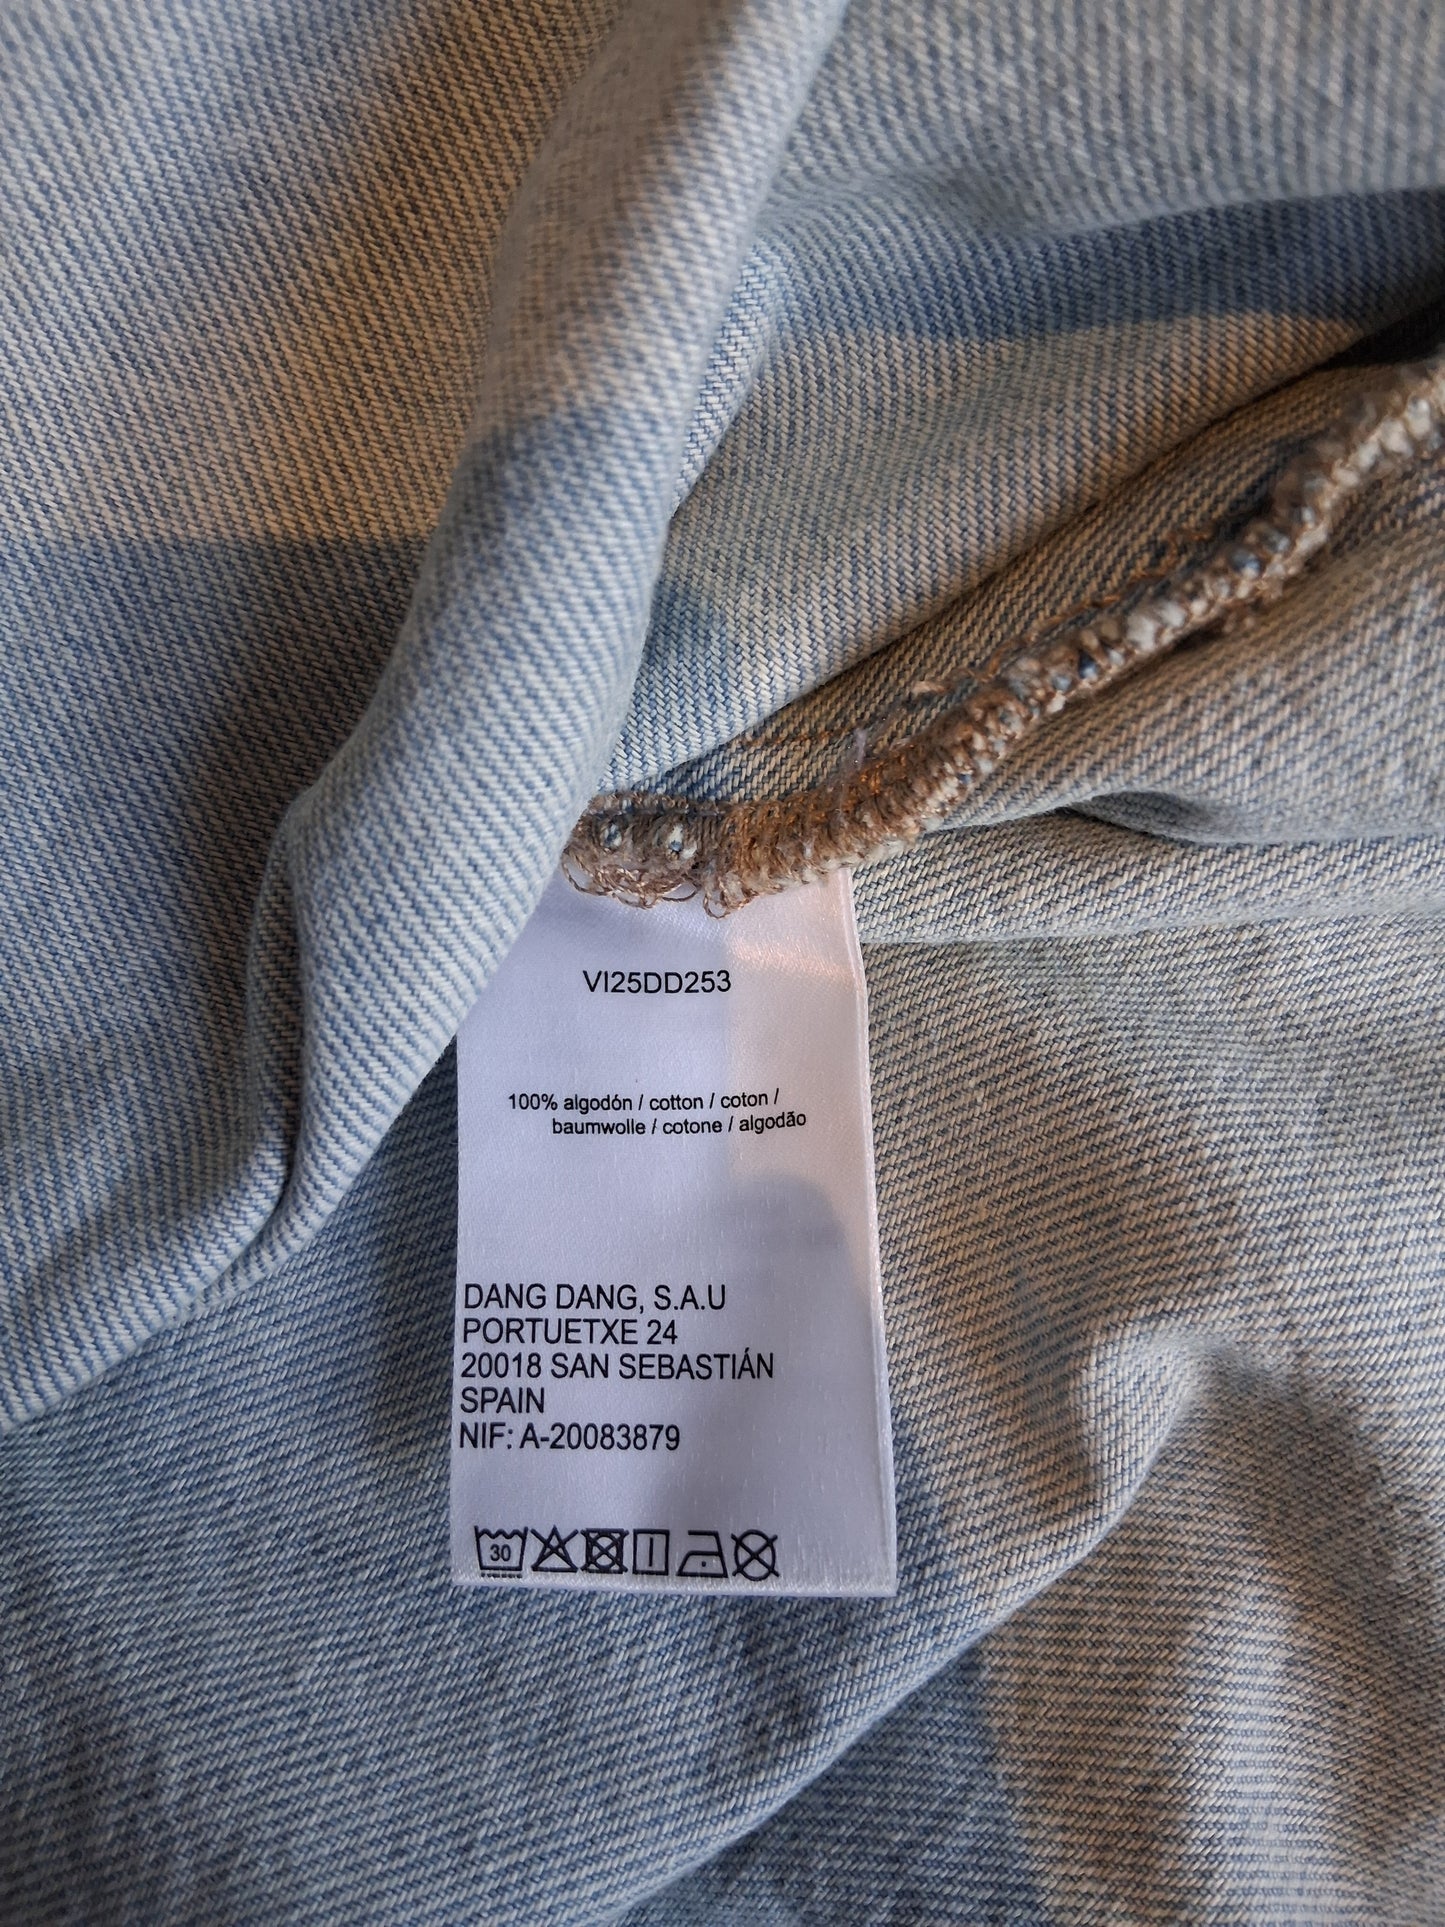 VI25DD253
100% algodón / cotton / coton /
baumwolle / cotone / algodão
DANG DANG, S.A.U
PORTUETXE 24
20018 SAN SEBASTIÁN
SPAIN
NIF: A-20083879
30